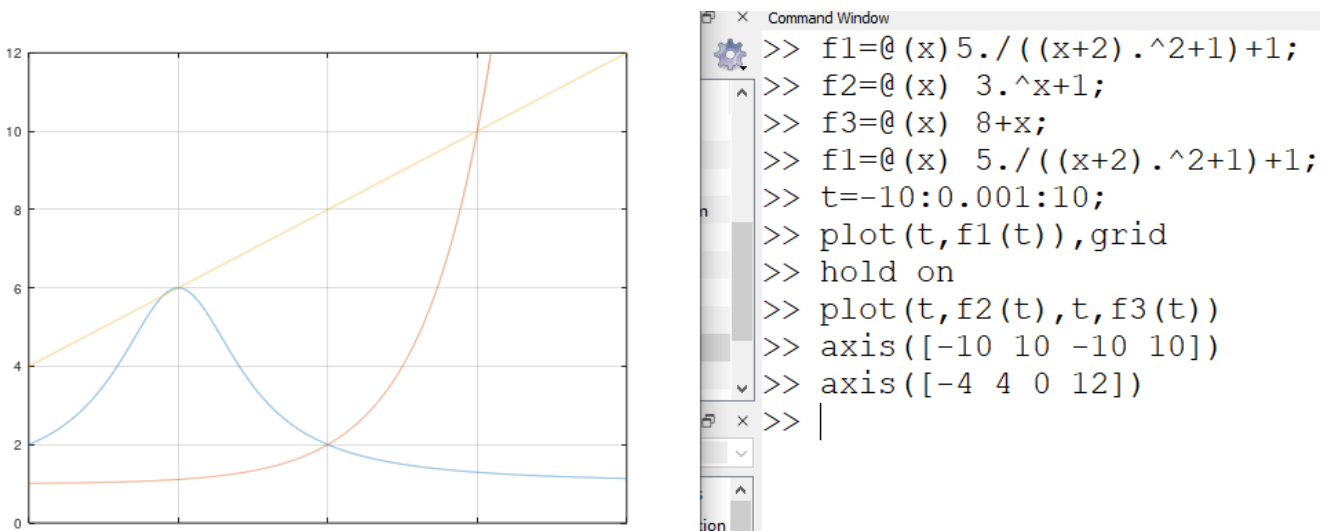 12
10
8
6
4
2
0
Command Window
>> f1=@(x)5./((x+2).^2+1)+1;
>> f2=@(x) 3.^x+1;
>> f3=@(x) 8+x;
>> f1=@(x) 5./((x+2).^2+1)+1;
>> t=-10:0.001:10;
>> plot(t,f1(t)),grid
>> hold on
>> plot(t,f2(t),t,f3(t))
>> axis([-10 10 -10 10])
>> axis([-4 4 0 12])
>>